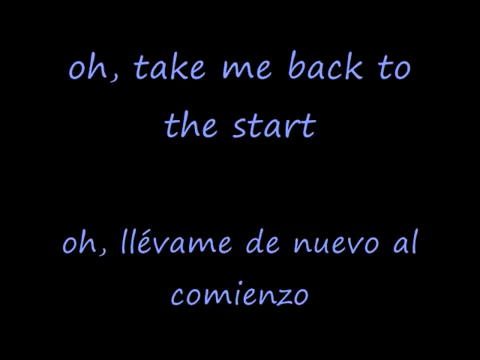 oh, take me back to
the start
oh, llévame de nuevo al
comienzo